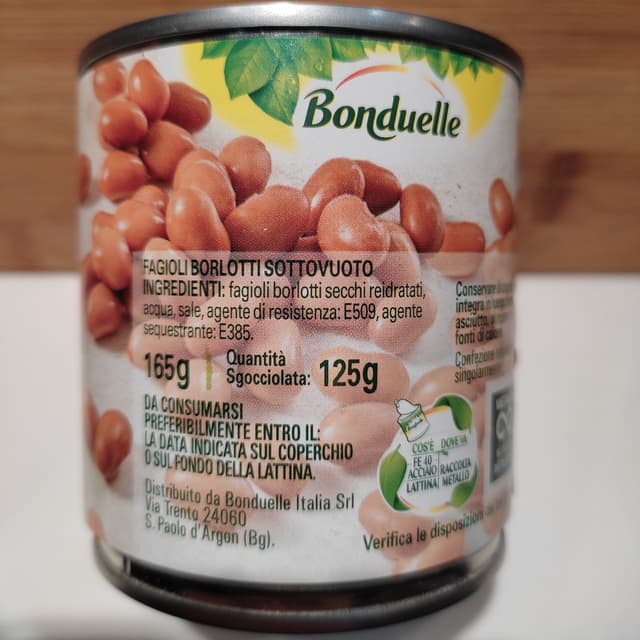 Bonduelle
FAGIOLI BORLOTTI SOTTOVUOTO
INGREDIENTI: fagioli borlotti secchi reidratati,
acqua, sale, agente di resistenza: E509, agente
sequestrante: E385.
165g
Quantità
Sgocciolata: 125g
DA CONSUMARSI
PREFERIBILMENTE ENTRO IL:
LA DATA INDICATA SUL COPERCHIO
O SUL FONDO DELLA LATTINA.
Distribuito da Bonduelle Italia Srl
Via Trento 24060
S. Paolo d'Argon (Bg).
Conservare
integra
asciutto,
fonti di
Confezione
COS'È DOVE VA
FE 40
ACCIAIO
LATTINA
RACCOLTA
METALLO
Verifica le disposizioni